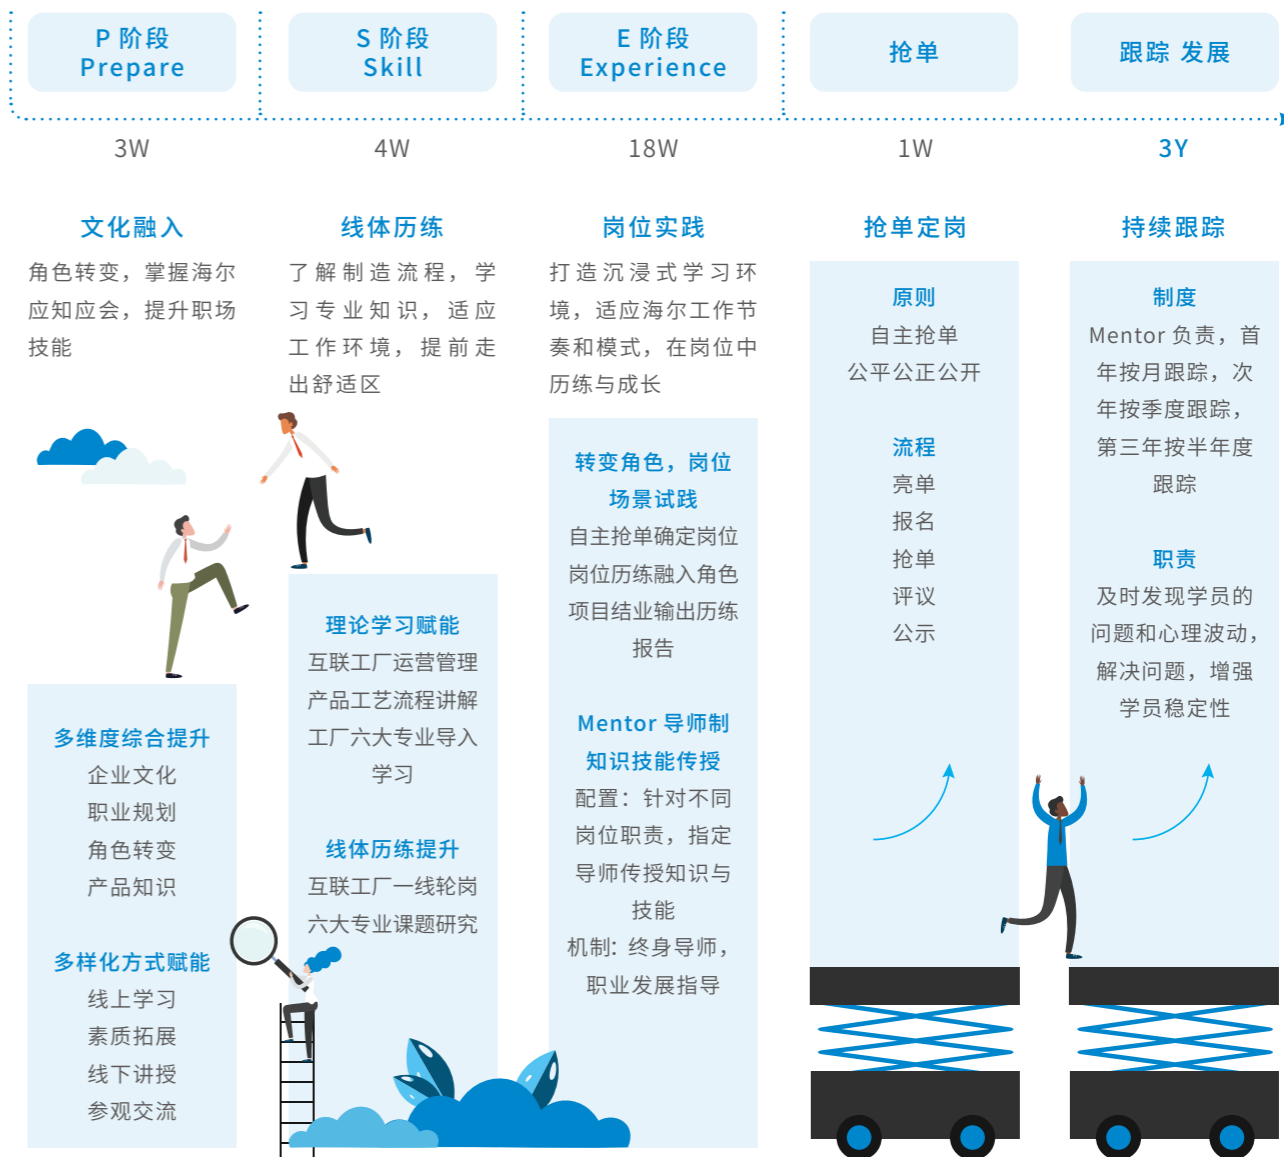 P 阶段
Prepare
3W
文化融入
角色转变，掌握海尔
应知应会，提升职场
技能
多维度综合提升
企业文化
职业规划
角色转变
产品知识
多样化方式赋能
线上学习
素质拓展
线下讲授
参观交流
S 阶段
Skill
4W
线体历练
了解制造流程，学
习专业知识，适应
工作环境，提前走
出舒适区
理论学习赋能
互联工厂运营管理
产品工艺流程讲解
工厂六大专业导入
学习
线体历练提升
互联工厂一线轮岗
六大专业课题研究
E 阶段
Experience
18W
岗位实践
打造沉浸式学习环
境，适应海尔工作节
奏和模式，在岗位中
历练与成长
转变角色，岗位
场景试践
自主抢单确定岗位
岗位历练融入角色
项目结业输出历练
报告
Mentor 导师制
知识技能传授
配置：针对不同
岗位职责，指定
导师传授知识与
技能
机制：终身导师，
职业发展指导
抢单
1W
抢单定岗
原则
自主抢单
公平公正公开
流程
亮单
报名
抢单
评议
公示
跟踪 发展
3Y
持续跟踪
制度
Mentor 负责，首
年按月跟踪，次
年按季度跟踪，
第三年按半年度
跟踪
职责
及时发现学员的
问题和心理波动，
解决问题，增强
学员稳定性